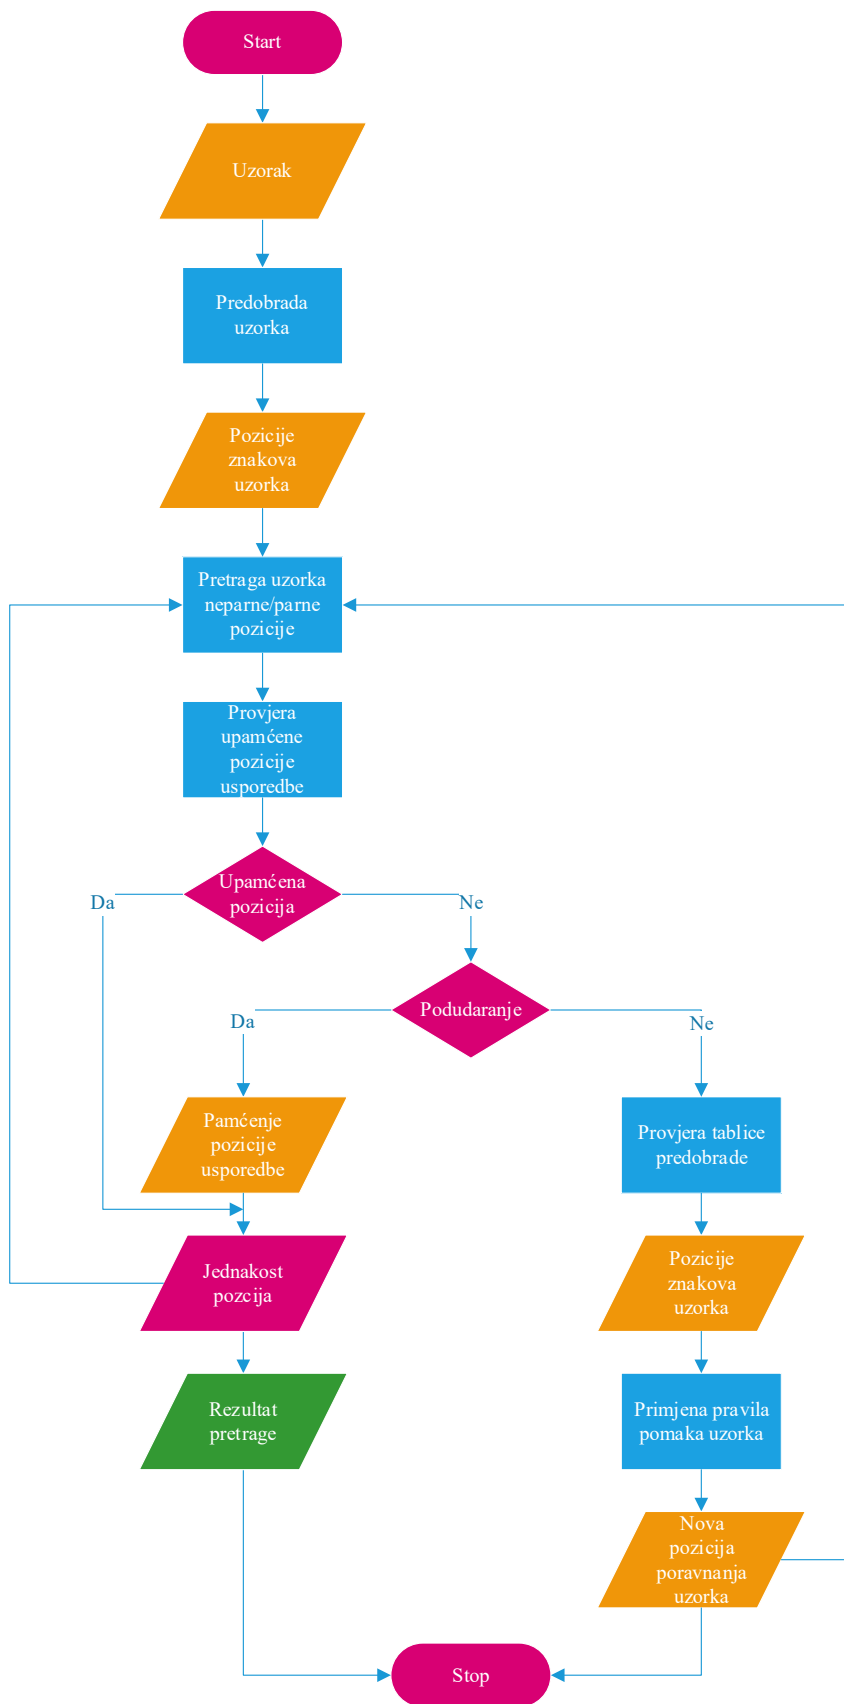 Start
Uzorak
Predobrada
uzorka
Pozicije
znakova
uzorka
Pretraga uzorka
neparne/parne
pozicije
Provjera
upamćene
pozicije
usporedbe
Upamćena
pozicija
Da
Ne
Podudaranje
Da
Ne
Pamćenje
pozicije
usporedbe
Provjera tablice
predobrade
Jednakost
pozcija
Pozicije
znakova
uzorka
Rezultat
pretrage
Primjena pravila
pomaka uzorka
Nova
pozicija
poravnanja
uzorka
Stop